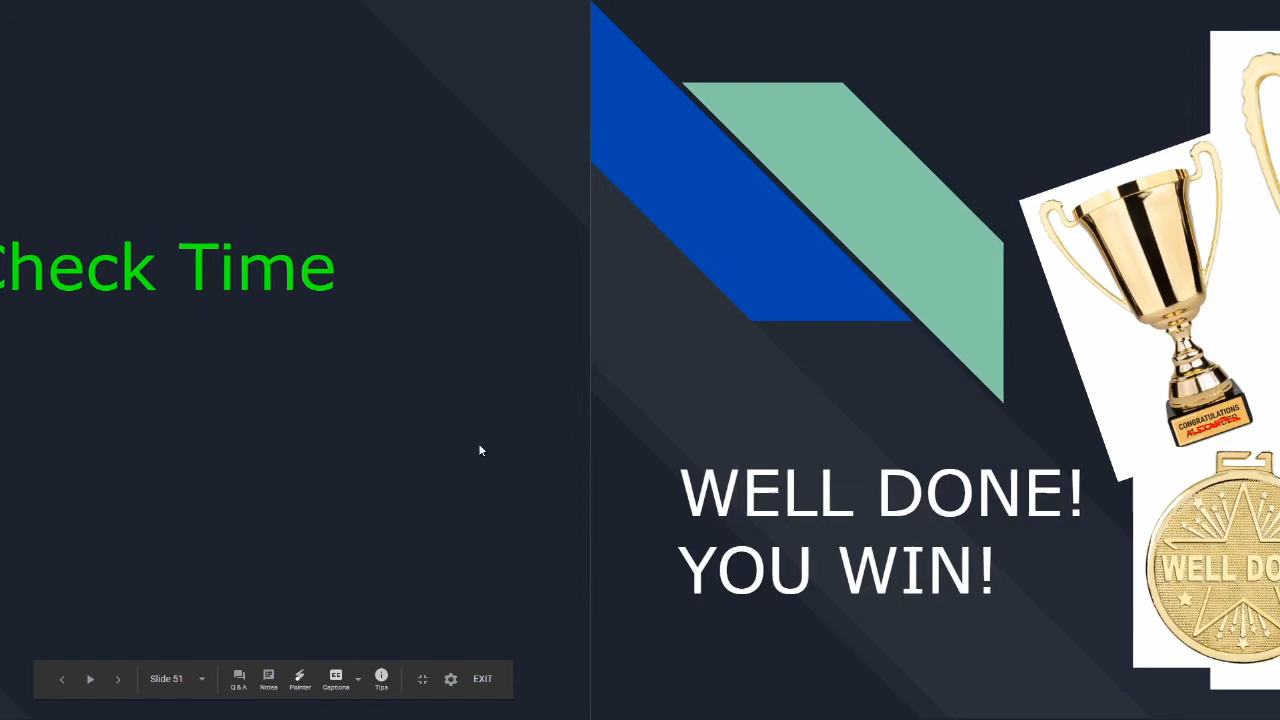 Check Time
WELL DONE!
YOU WIN!
CONGRATULATIONS
WELL DO
Slide 51
Q & A
Notes
Pointer
Captions
Tips
EXIT